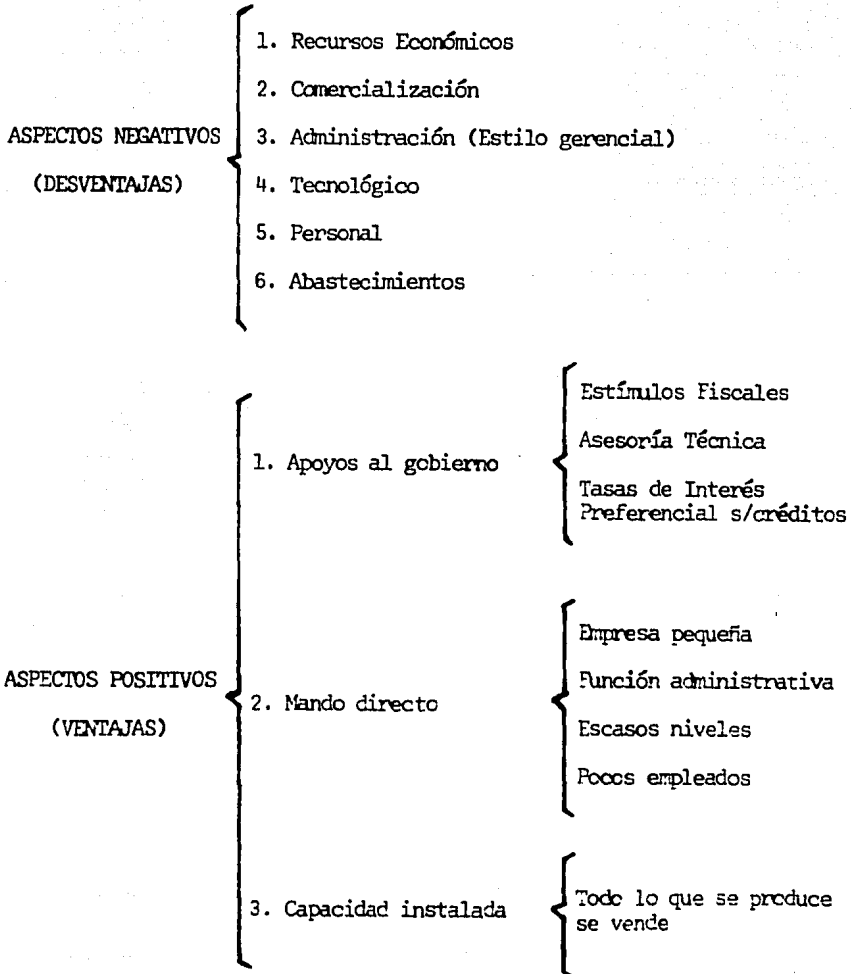 1. Recursos Económicos
2. Comercialización
ASPECTOS NEGATIVOS
(DESVENTAJAS)
3. Administración (Estilo gerencial)
4. Tecnológico
5. Personal
6. Abastecimientos
ASPECTOS POSITIVOS
(VENTAJAS)
1. Apoyos al gobierno
Estímulos Fiscales
Asesoría Técnica
Tasas de Interés
Preferencial s/créditos
2. Mando directo
Empresa pequeña
Función administrativa
Escasos niveles
Pocos empleados
3. Capacidad instalada
Todo lo que se produce
se vende